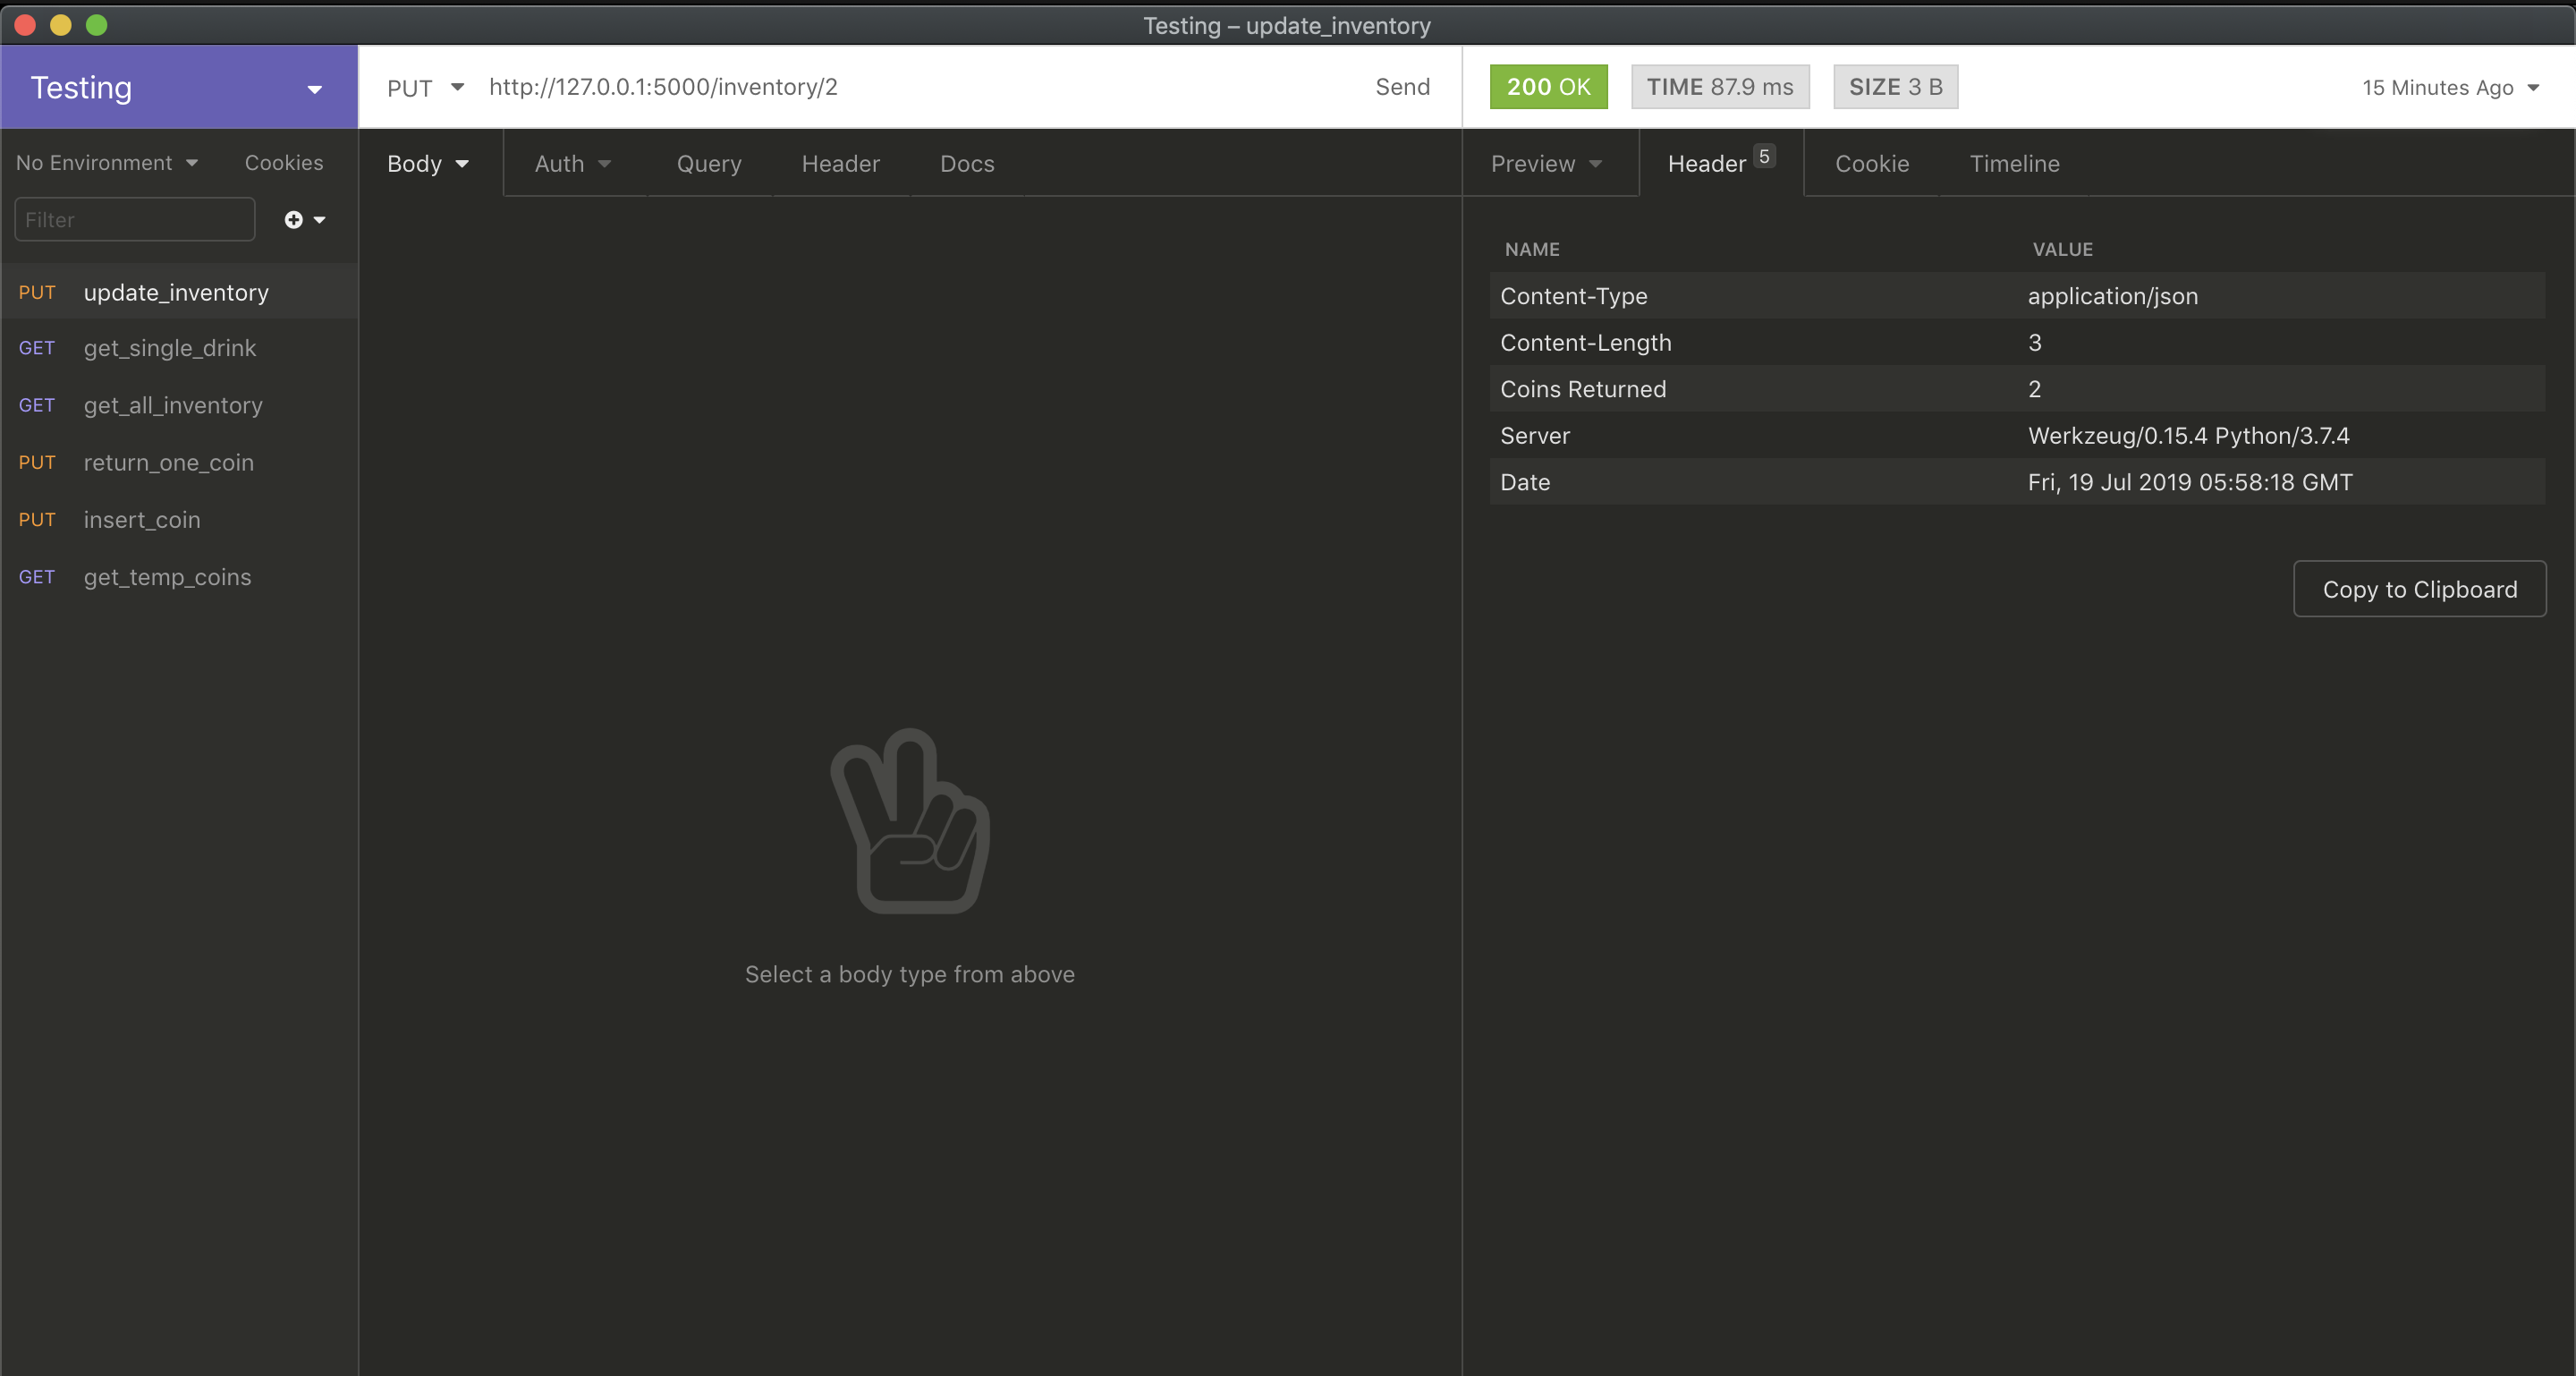 Testing – update_inventory
Testing
PUT http://127.0.0.1:5000/inventory/2 Send
200 OK TIME 87.9 ms SIZE 3 B 15 Minutes Ago
No Environment Cookies
Filter
PUT update_inventory
GET get_single_drink
GET get_all_inventory
PUT return_one_coin
PUT insert_coin
GET get_temp_coins
Body Auth Query Header Docs
Select a body type from above
Preview Header 5 Cookie Timeline
NAME VALUE
Content-Type application/json
Content-Length 3
Coins Returned 2
Server Werkzeug/0.15.4 Python/3.7.4
Date Fri, 19 Jul 2019 05:58:18 GMT
Copy to Clipboard